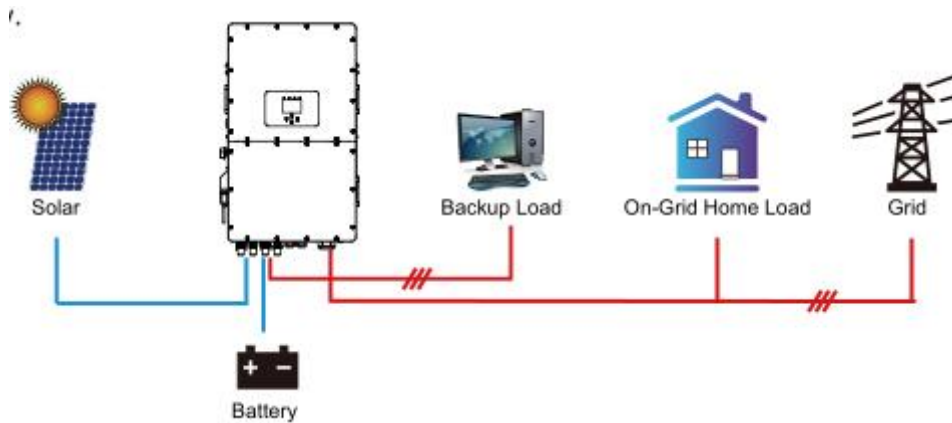 y.
Solar
Backup Load
On-Grid Home Load
Grid
Battery